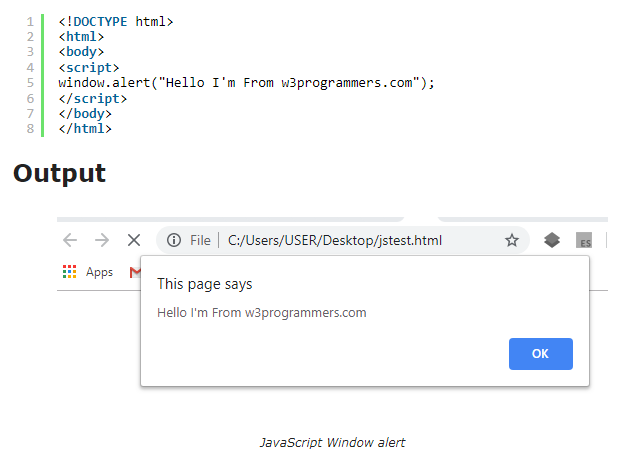 1 <!DOCTYPE html>
2 <html>
3 <body>
4 <script>
5 window.alert("Hello I'm From w3programmers.com");
6 </script>
7 </body>
8 </html>
Output
File | C:/Users/USER/Desktop/jstest.html
ES
Apps
This page says
Hello I'm From w3programmers.com
OK
JavaScript Window alert